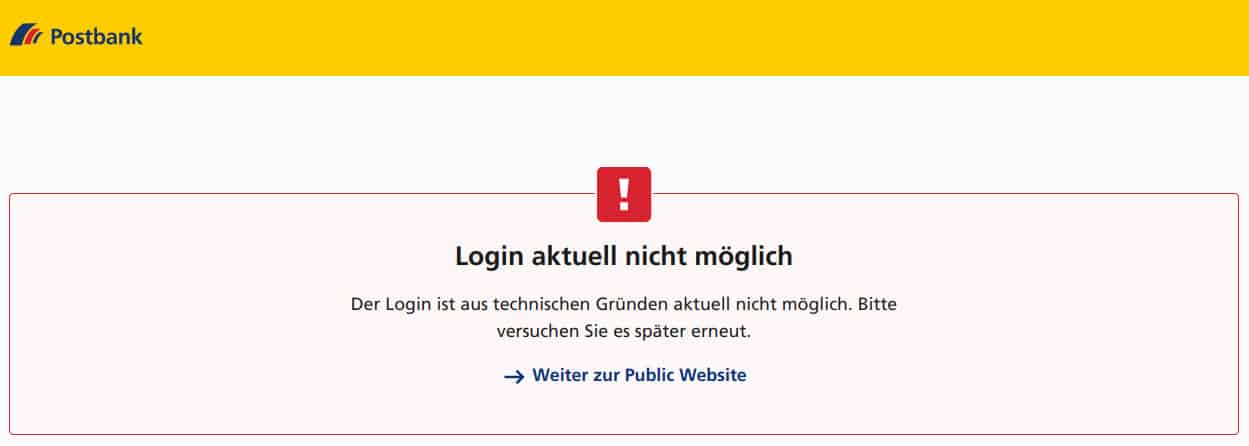 Postbank
!
Login aktuell nicht möglich
Der Login ist aus technischen Gründen aktuell nicht möglich. Bitte
versuchen Sie es später erneut.
→ Weiter zur Public Website